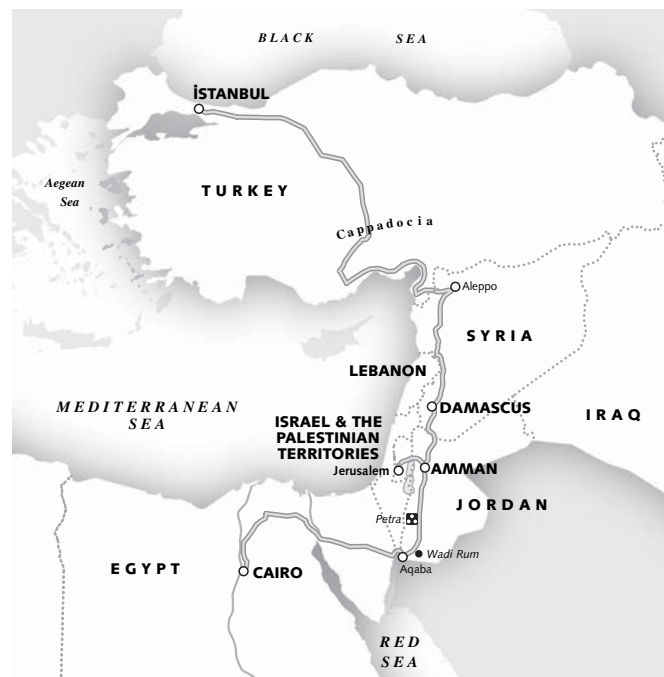 BLACK SEA
İSTANBUL
Aegean
Sea
TURKEY
Cappadocia
Aleppo
SYRIA
LEBANON
MEDITERRANEAN
SEA
DAMASCUS
ISRAEL & THE
PALESTINIAN
TERRITORIES
IRAQ
Jerusalem
AMMAN
JORDAN
Petra
Wadi Rum
Aqaba
EGYPT
CAIRO
RED
SEA